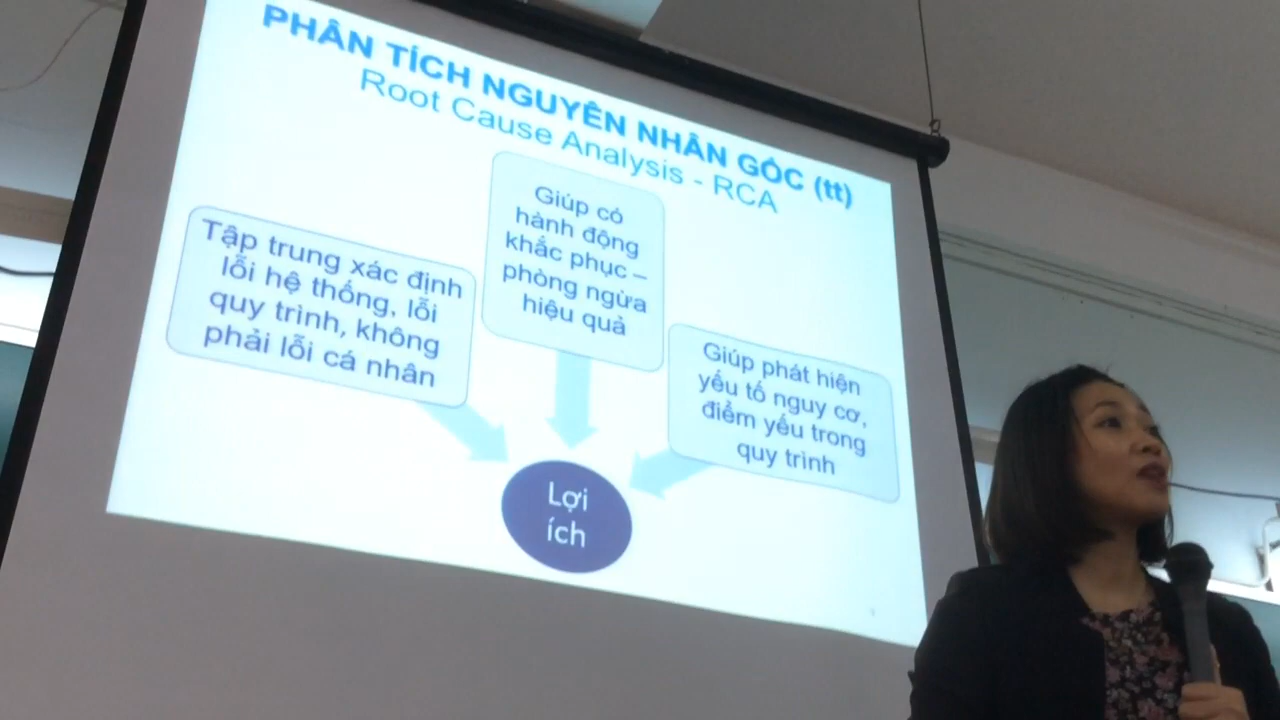 PHÂN TÍCH NGUYÊN NHÂN GỐC (tt)
Root Cause Analysis - RCA
Tập trung xác định
lỗi hệ thống, lỗi
quy trình, không
phải lỗi cá nhân
Giúp có
hành động
khắc phục –
phòng ngừa
hiệu quả
Giúp phát hiện
yếu tố nguy cơ,
điểm yếu trong
quy trình
Lợi
ích